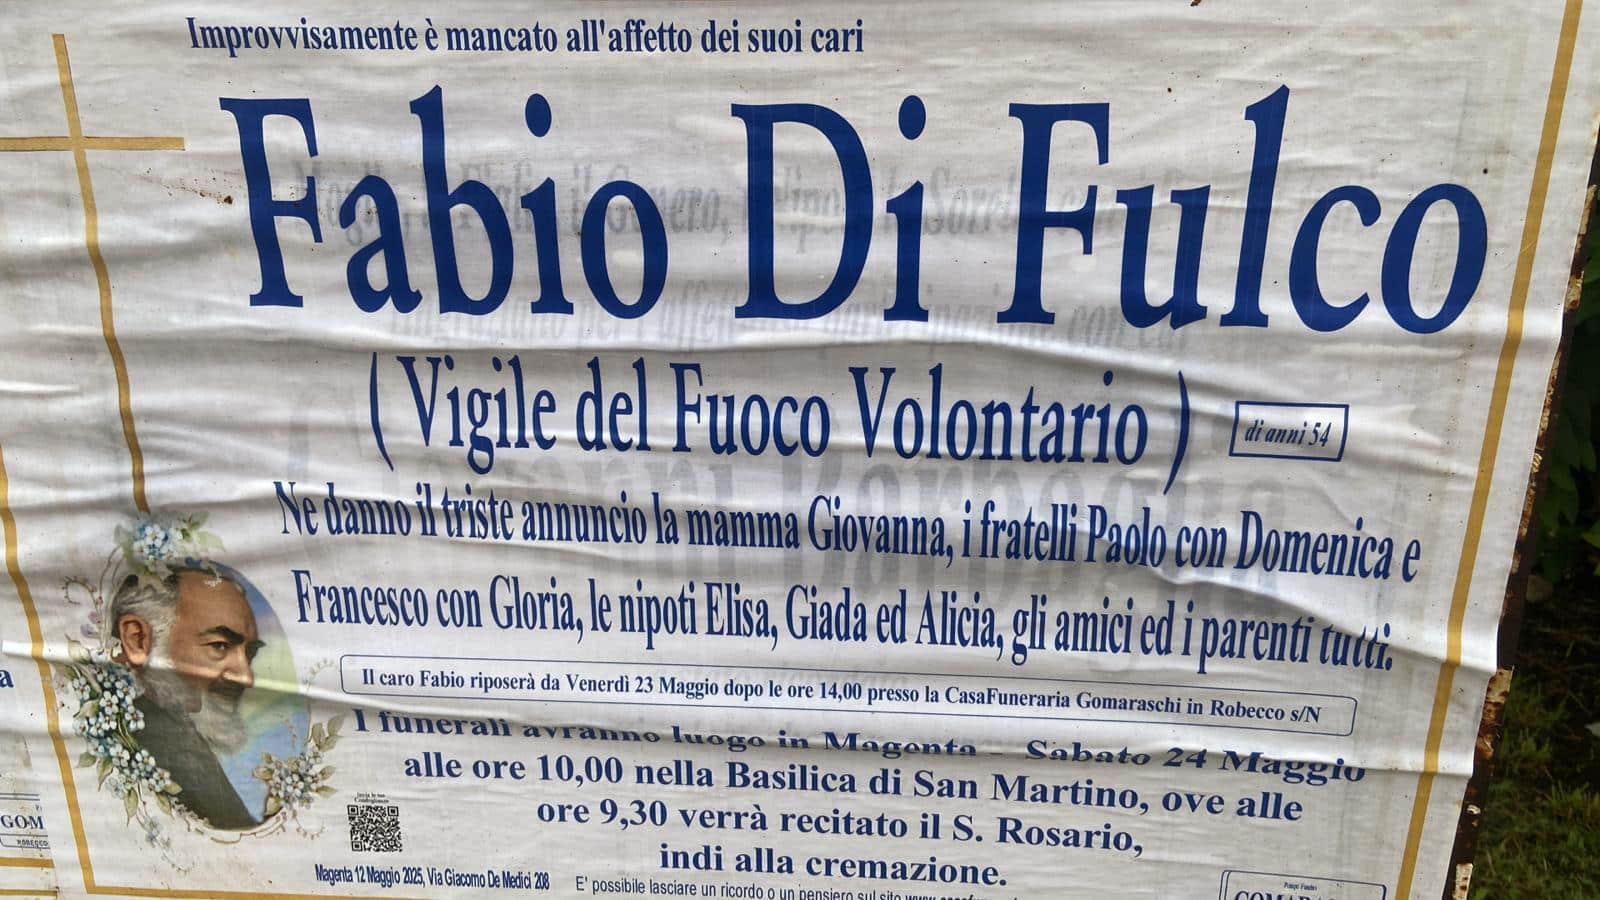 Improvvisamente è mancato all'affetto dei suoi cari
Fabio Di Fulco
( Vigile del Fuoco Volontario )
di anni 54
Ne danno il triste annuncio la mamma Giovanna, i fratelli Paolo con Domenica e
Francesco con Gloria, le nipoti Elisa, Giada ed Alicia, gli amici ed i parenti tutti.
Il caro Fabio riposerà da Venerdì 23 Maggio dopo le ore 14,00 presso la CasaFuneraria Gomaraschi in Robecco s/N
I funerali avranno luogo in Magenta - Sabato 24 Maggio
alle ore 10,00 nella Basilica di San Martino, ove alle
ore 9,30 verrà recitato il S. Rosario,
indi alla cremazione.
Magenta 12 Maggio 2025, Via Giacomo De Medici 208
E' possibile lasciare un ricordo o un pensiero sul sito
a
GOM